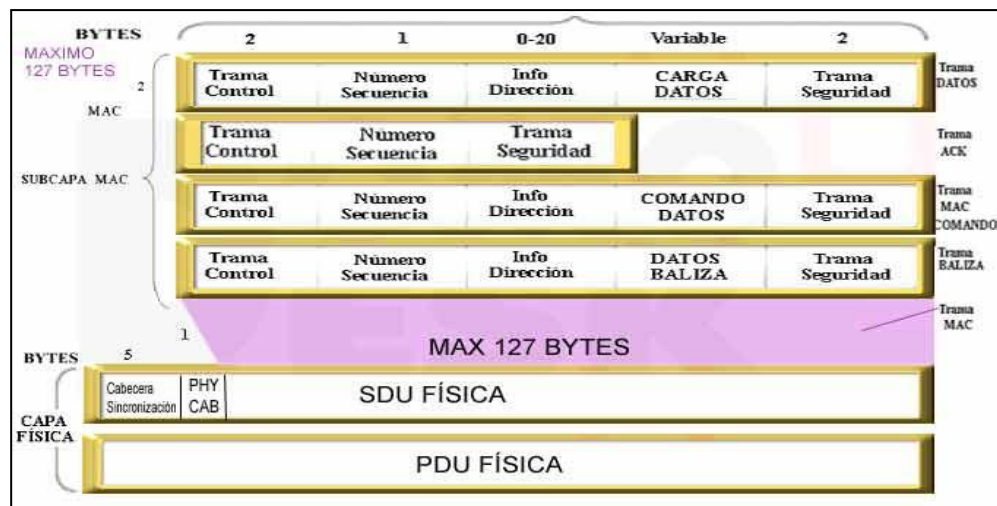 BYTES
2
1
0-20
Variable
2
MAXIMO
127 BYTES
2
MAC
SUBCAPA MAC
Trama
Control
Número
Secuencia
Info
Dirección
CARGA
DATOS
Trama
Seguridad
Trama
DATOS
Trama
Control
Número
Secuencia
Trama
Seguridad
Trama
ACK
Trama
Control
Número
Secuencia
Info
Dirección
COMANDO
DATOS
Trama
Seguridad
Trama
MAC
COMANDO
Trama
Control
Número
Secuencia
Info
Dirección
DATOS
BALIZA
Trama
Seguridad
Trama
BALIZA
Trama
MAC
MAX 127 BYTES
BYTES
5
1
CAPA
FÍSICA
Cabecera
Sincronización
PHY
CAB
SDU FÍSICA
PDU FÍSICA